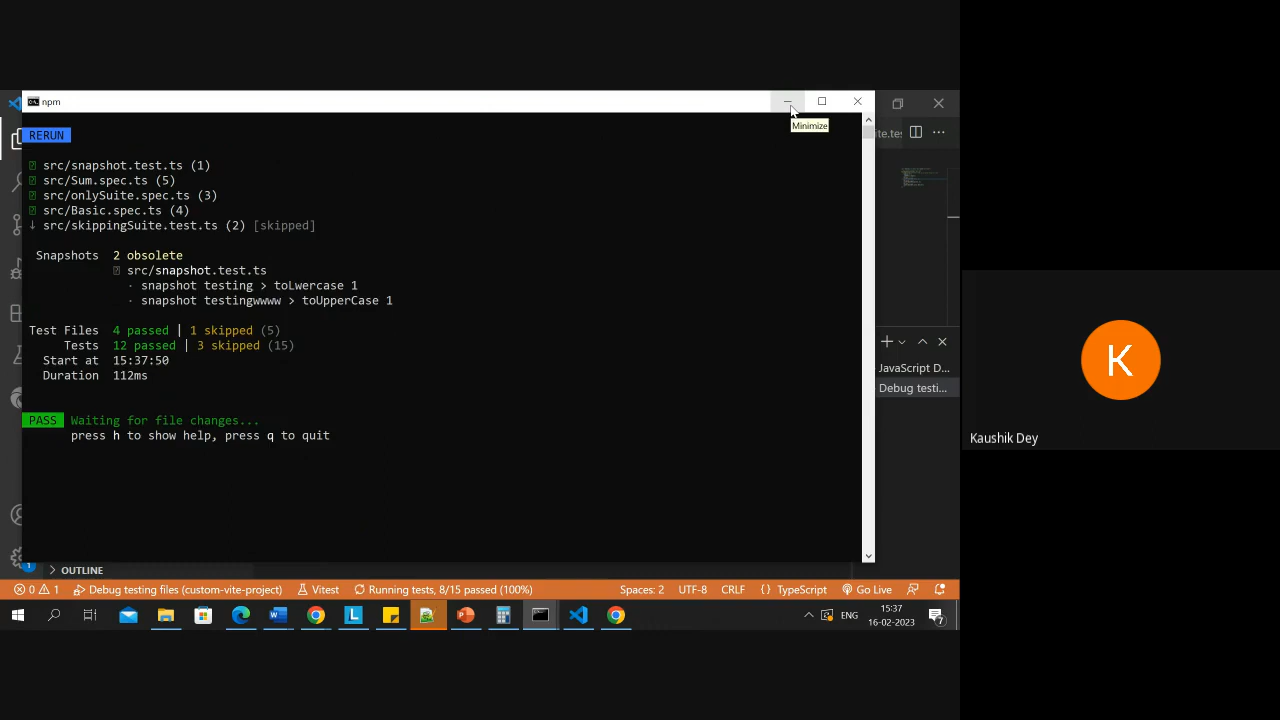 npm
Minimize
RERUN
src/snapshot.test.ts (1)
src/Sum.spec.ts (5)
src/onlySuite.spec.ts (3)
src/Basic.spec.ts (4)
↓ src/skippingSuite.test.ts (2) [skipped]
Snapshots 2 obsolete
src/snapshot.test.ts
· snapshot testing > toLwercase 1
· snapshot testingwwww > toUpperCase 1
Test Files 4 passed | 1 skipped (5)
Tests 12 passed | 3 skipped (15)
Start at 15:37:50
Duration 112ms
PASS Waiting for file changes...
press h to show help, press q to quit
ite.tes
JavaScript D...
Debug testi...
K
Kaushik Dey
1
OUTLINE
0 1 Debug testing files (custom-vite-project) Vitest Running tests, 8/15 passed (100%) Spaces: 2 UTF-8 CRLF {} TypeScript Go Live
L ENG 15:37
16-02-2023
7